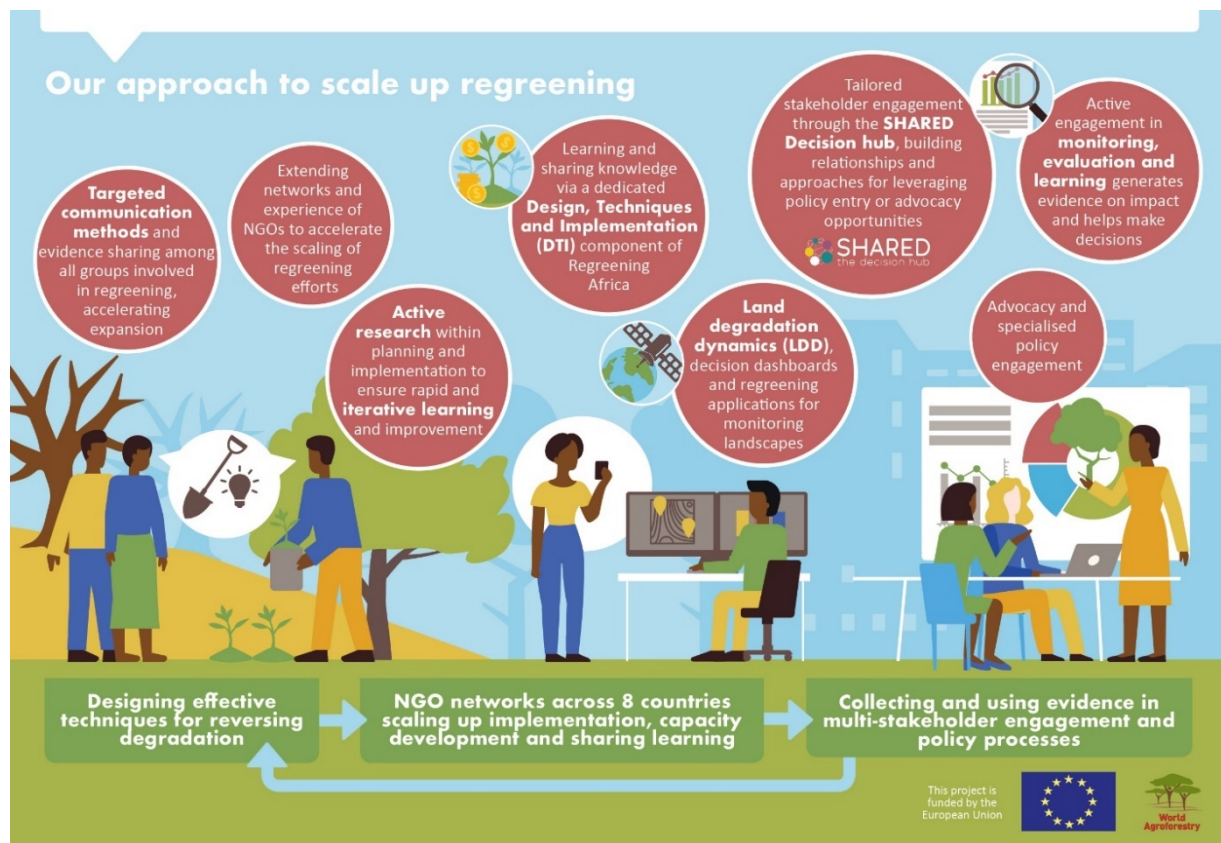 Our approach to scale up regreening
Targeted
communication
methods and
evidence sharing among
all groups involved
in regreening,
accelerating
expansion
Extending
networks and
experience of
NGOs to accelerate
the scaling of
regreening
efforts
Active
research within
planning and
implementation to
ensure rapid and
iterative learning
and improvement
Learning and
sharing knowledge
via a dedicated
Design, Techniques
and Implementation
(DTI) component of
Regreening
Africa
Land
degradation
dynamics (LDD),
decision dashboards
and regreening
applications for
monitoring
landscapes
Tailored
stakeholder engagement
through the SHARED
Decision hub, building
relationships and
approaches for leveraging
policy entry or advocacy
opportunities
SHARED
the decision hub
Active
engagement in
monitoring,
evaluation and
learning generates
evidence on impact
and helps make
decisions
Advocacy and
specialised
policy
engagement
Designing effective
techniques for reversing
degradation
NGO networks across 8 countries
scaling up implementation, capacity
development and sharing learning
Collecting and using evidence in
multi-stakeholder engagement and
policy processes
This project is
funded by the
European Union
World
Agroforestry